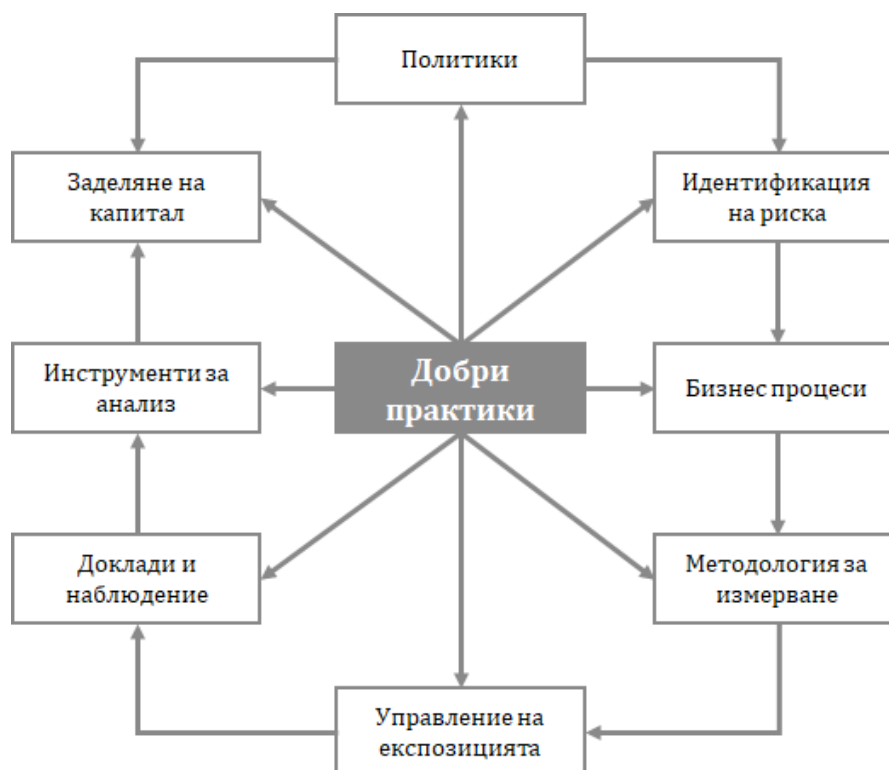 Политики
Заделяне на
капитал
Идентификация
на риска
Инструменти за
анализ
Добри
практики
Бизнес процеси
Доклади и
наблюдение
Методология за
измерване
Управление на
експозицията